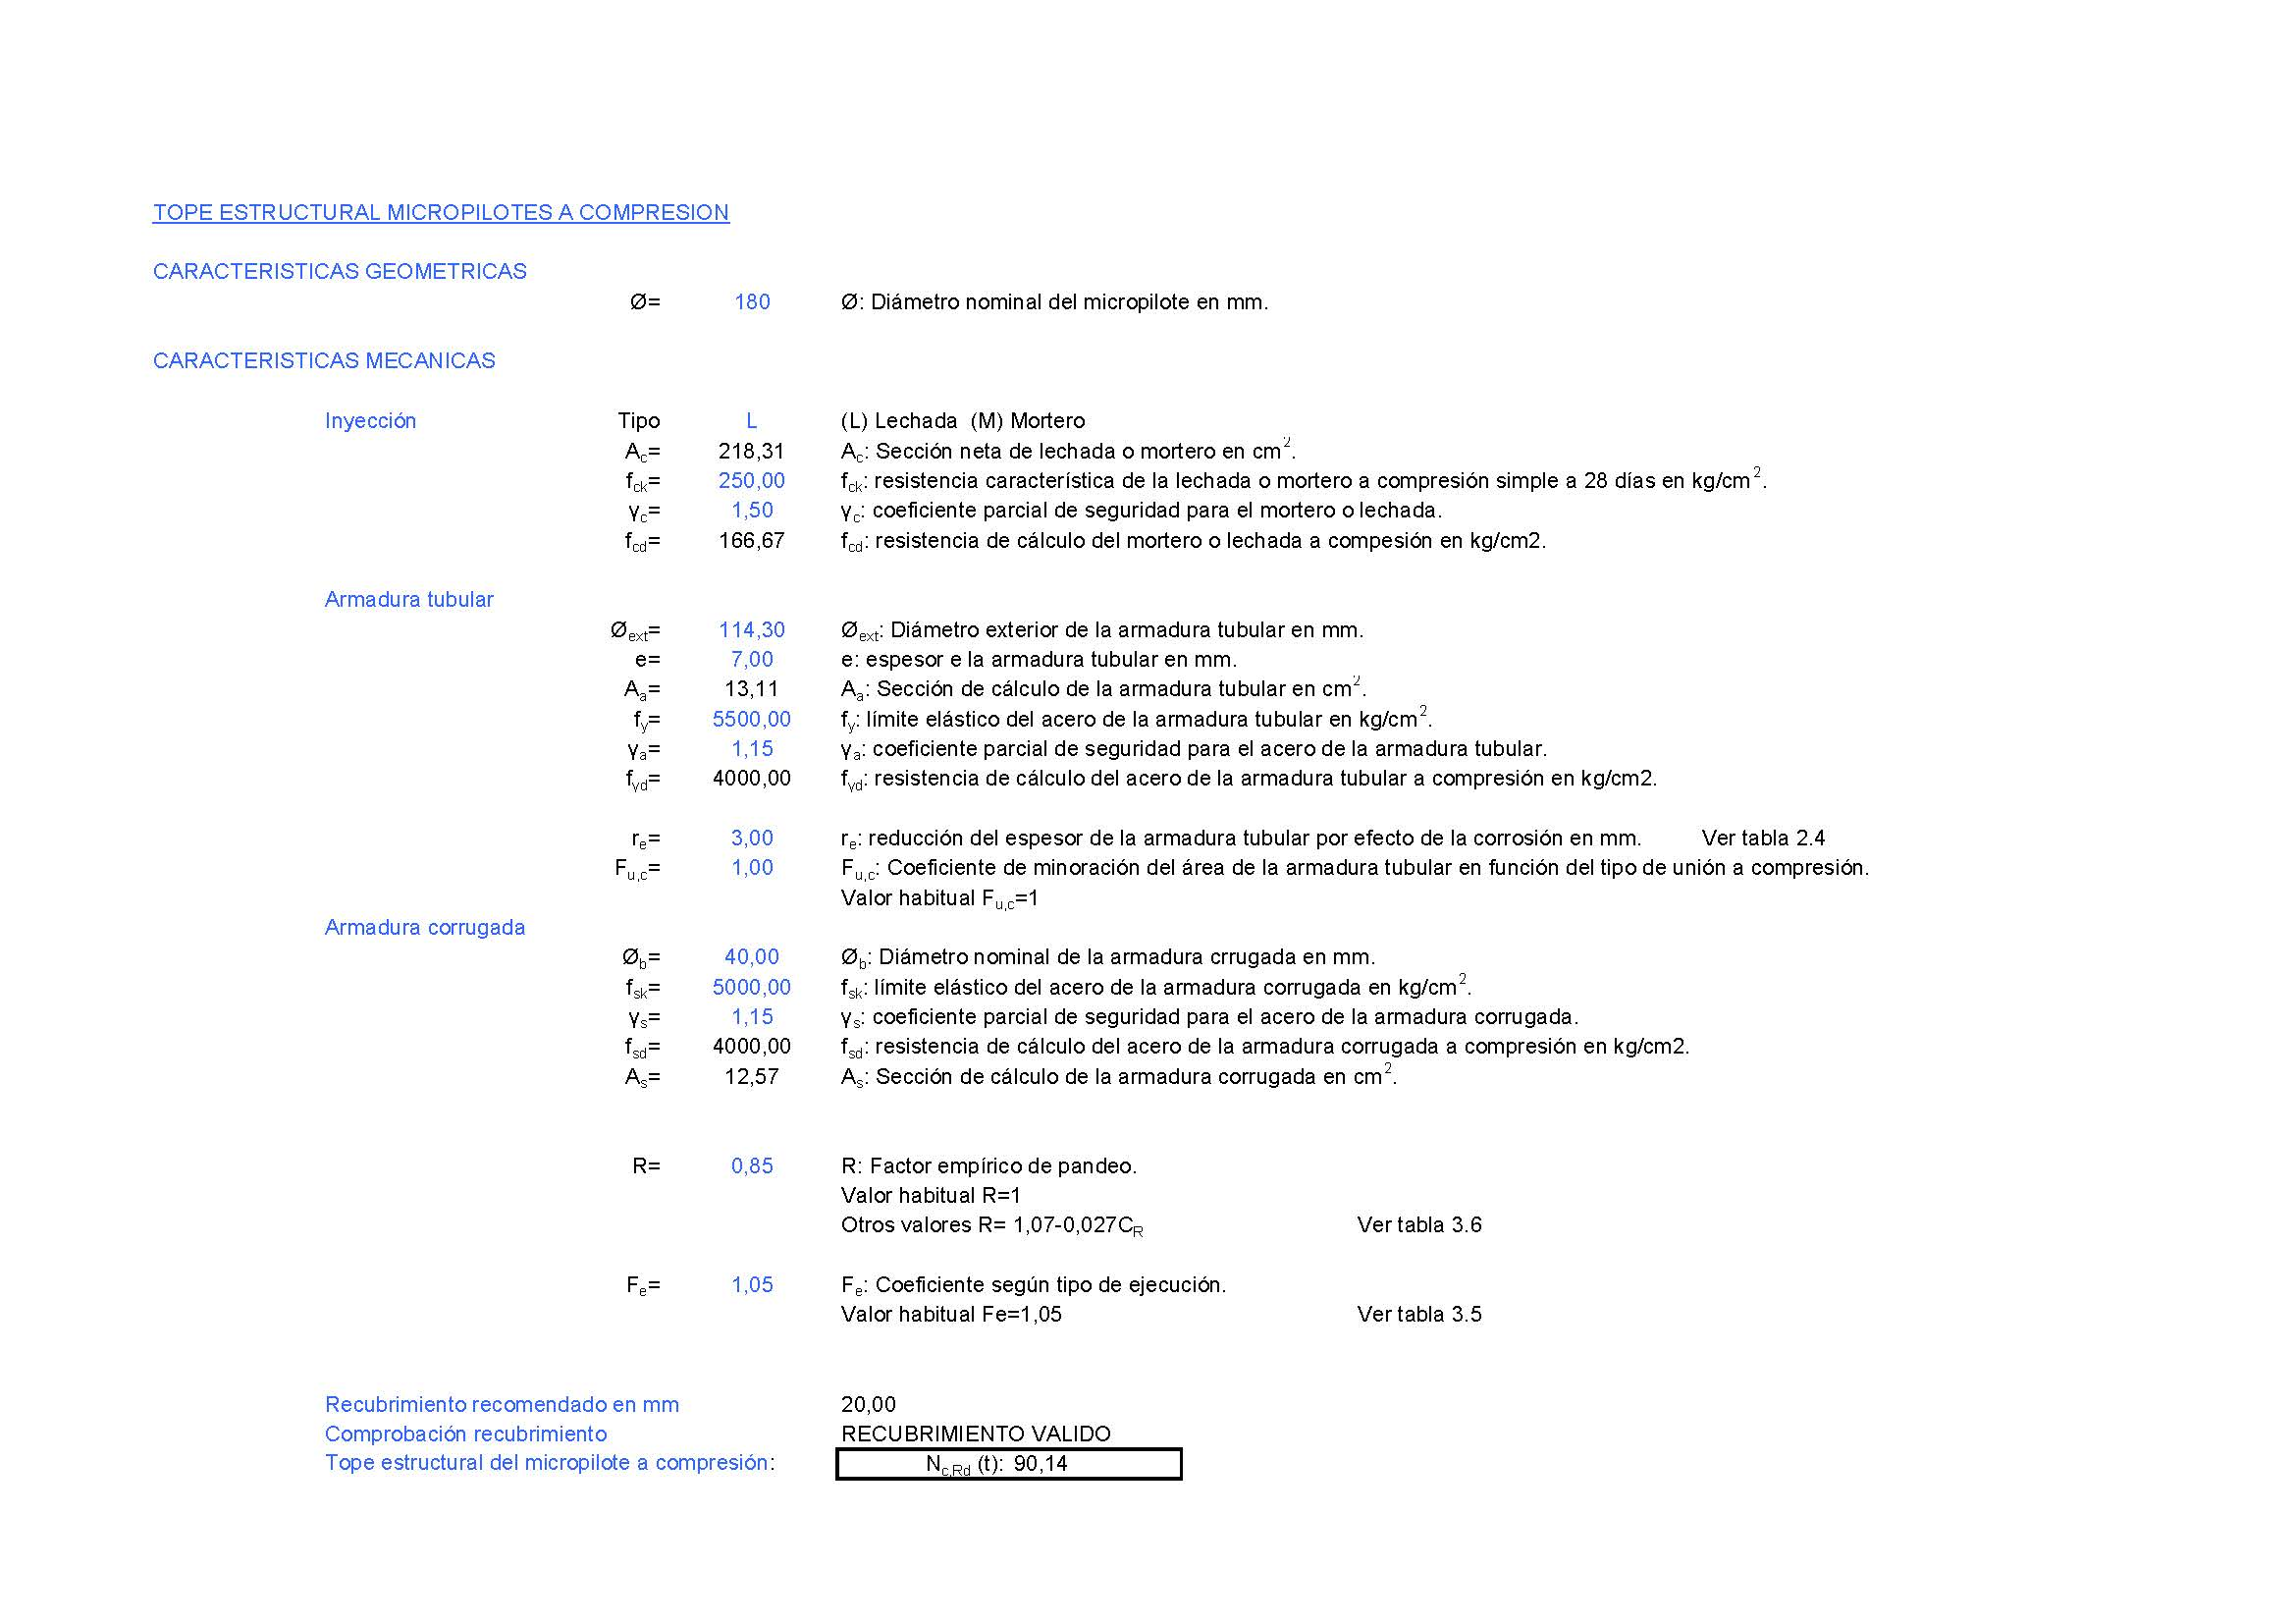 TOPE ESTRUCTURAL MICROPILOTES A COMPRESION
CARACTERISTICAS GEOMETRICAS
Ø= 180 Ø: Diámetro nominal del micropilote en mm.
CARACTERISTICAS MECANICAS
Inyección Tipo L (L) Lechada (M) Mortero
Ac= 218,31 Ac: Sección neta de lechada o mortero en cm2.
fck= 250,00 fck: resistencia característica de la lechada o mortero a compresión simple a 28 días en kg/cm2.
γc= 1,50 γc: coeficiente parcial de seguridad para el mortero o lechada.
fcd= 166,67 fcd: resistencia de cálculo del mortero o lechada a compesión en kg/cm2.
Armadura tubular
Øext= 114,30 Øext: Diámetro exterior de la armadura tubular en mm.
e= 7,00 e: espesor e la armadura tubular en mm.
Aa= 13,11 Aa: Sección de cálculo de la armadura tubular en cm2.
fy= 5500,00 fy: límite elástico del acero de la armadura tubular en kg/cm2.
γa= 1,15 γa: coeficiente parcial de seguridad para el acero de la armadura tubular.
fyd= 4000,00 fyd: resistencia de cálculo del acero de la armadura tubular a compresión en kg/cm2.
re= 3,00 re: reducción del espesor de la armadura tubular por efecto de la corrosión en mm. Ver tabla 2.4
Fu,c= 1,00 Fu,c: Coeficiente de minoración del área de la armadura tubular en función del tipo de unión a compresión.
Valor habitual Fu,c=1
Armadura corrugada
Øb= 40,00 Øb: Diámetro nominal de la armadura crrugada en mm.
fsk= 5000,00 fsk: límite elástico del acero de la armadura corrugada en kg/cm2.
γs= 1,15 γs: coeficiente parcial de seguridad para el acero de la armadura corrugada.
fsd= 4000,00 fsd: resistencia de cálculo del acero de la armadura corrugada a compresión en kg/cm2.
As= 12,57 As: Sección de cálculo de la armadura corrugada en cm2.
R= 0,85 R: Factor empírico de pandeo.
Valor habitual R=1
Otros valores R= 1,07-0,027CR Ver tabla 3.6
Fe= 1,05 Fe: Coeficiente según tipo de ejecución.
Valor habitual Fe=1,05 Ver tabla 3.5
Recubrimiento recomendado en mm 20,00
Comprobación recubrimiento RECUBRIMIENTO VALIDO
Tope estructural del micropilote a compresión: Nc,Rd (t): 90,14